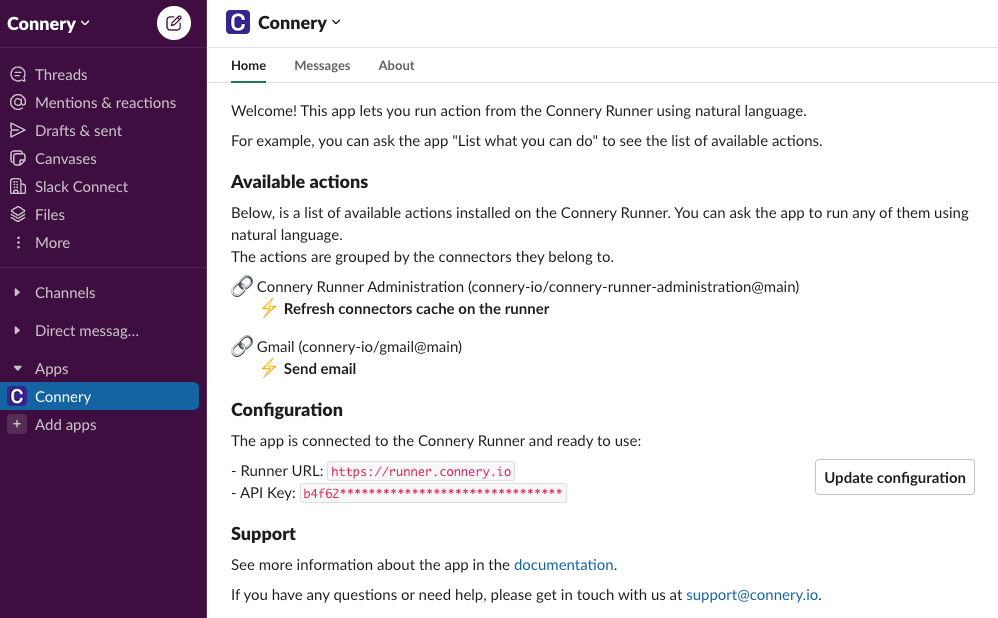 Connery
Threads
Mentions & reactions
Drafts & sent
Canvases
Slack Connect
Files
More
Channels
Direct messag...
Apps
C Connery
+ Add apps
C Connery
Home Messages About
Welcome! This app lets you run action from the Connery Runner using natural language.
For example, you can ask the app "List what you can do" to see the list of available actions.
Available actions
Below, is a list of available actions installed on the Connery Runner. You can ask the app to run any of them using
natural language.
The actions are grouped by the connectors they belong to.
Connery Runner Administration (connery-io/connery-runner-administration@main)
Refresh connectors cache on the runner
Gmail (connery-io/gmail@main)
Send email
Configuration
The app is connected to the Connery Runner and ready to use:
- Runner URL: https://runner.connery.io
- API Key: b4f62*******************************
Update configuration
Support
See more information about the app in the documentation.
If you have any questions or need help, please get in touch with us at support@connery.io.